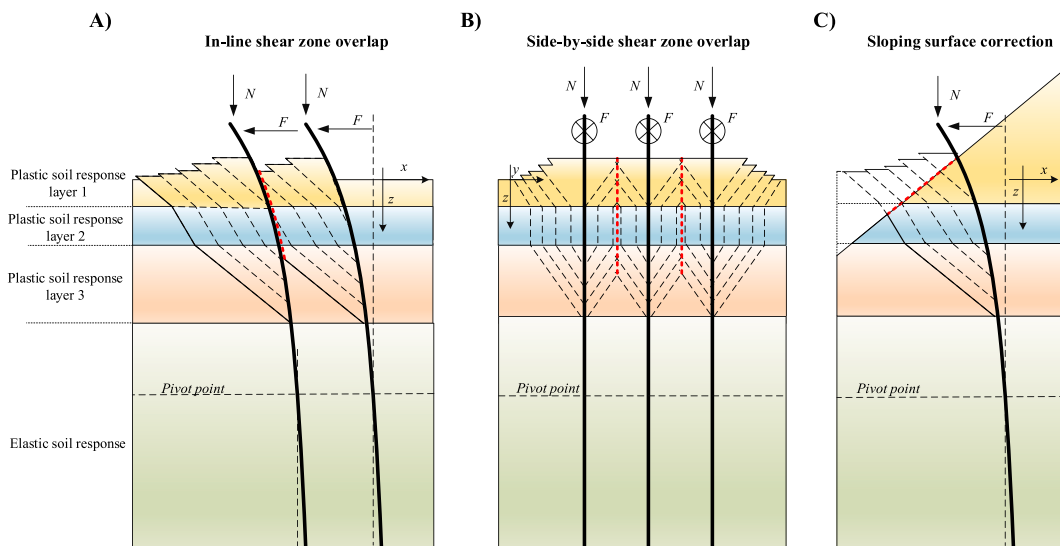 A)
In-line shear zone overlap
B)
Side-by-side shear zone overlap
C)
Sloping surface correction
N
N
F
F
x
z
Plastic soil response
layer 1
Plastic soil response
layer 2
Plastic soil response
layer 3
Pivot point
Elastic soil response
N
N
N
F
F
F
y
z
Pivot point
N
F
x
z
Pivot point